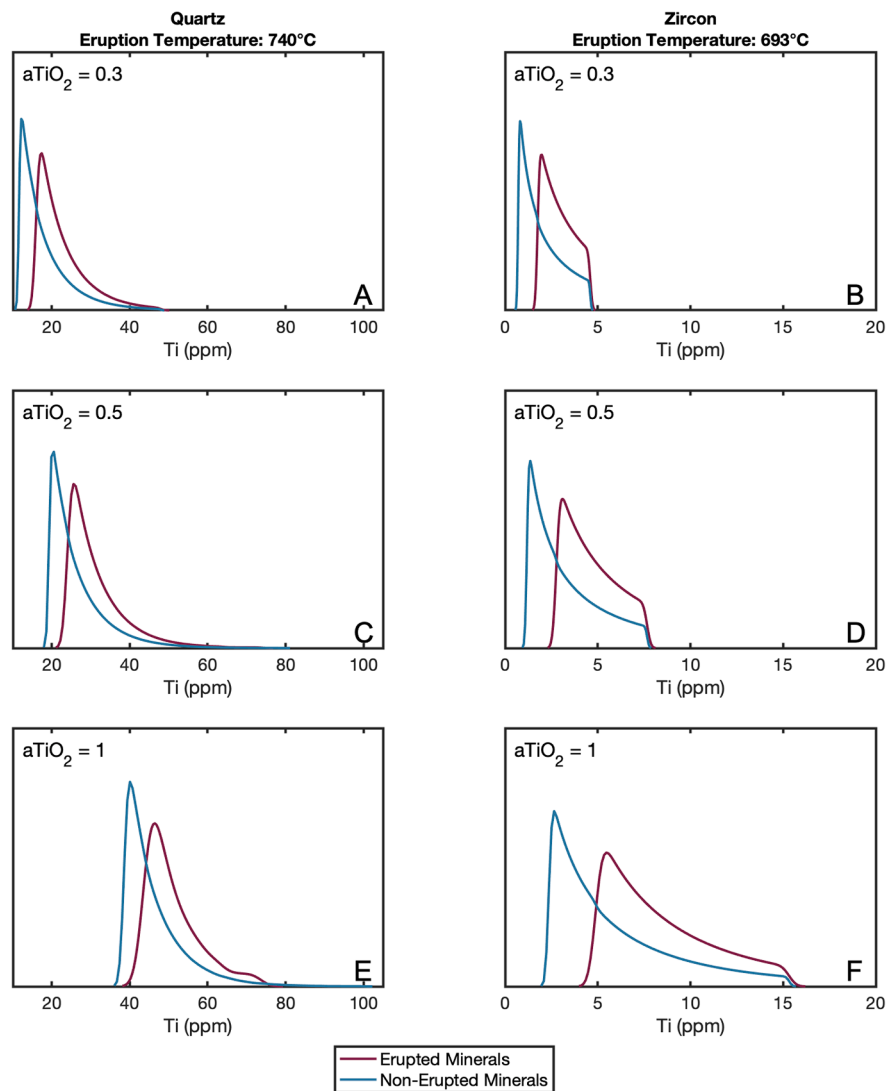 Quartz
Eruption Temperature: 740°C
Zircon
Eruption Temperature: 693°C
aTiO2 = 0.3
A
20 40 60 80 100
Ti (ppm)
aTiO2 = 0.3
B
0 5 10 15 20
Ti (ppm)
aTiO2 = 0.5
C
20 40 60 80 100
Ti (ppm)
aTiO2 = 0.5
D
0 5 10 15 20
Ti (ppm)
aTiO2 = 1
E
20 40 60 80 100
Ti (ppm)
aTiO2 = 1
F
0 5 10 15 20
Ti (ppm)
Erupted Minerals
Non-Erupted Minerals